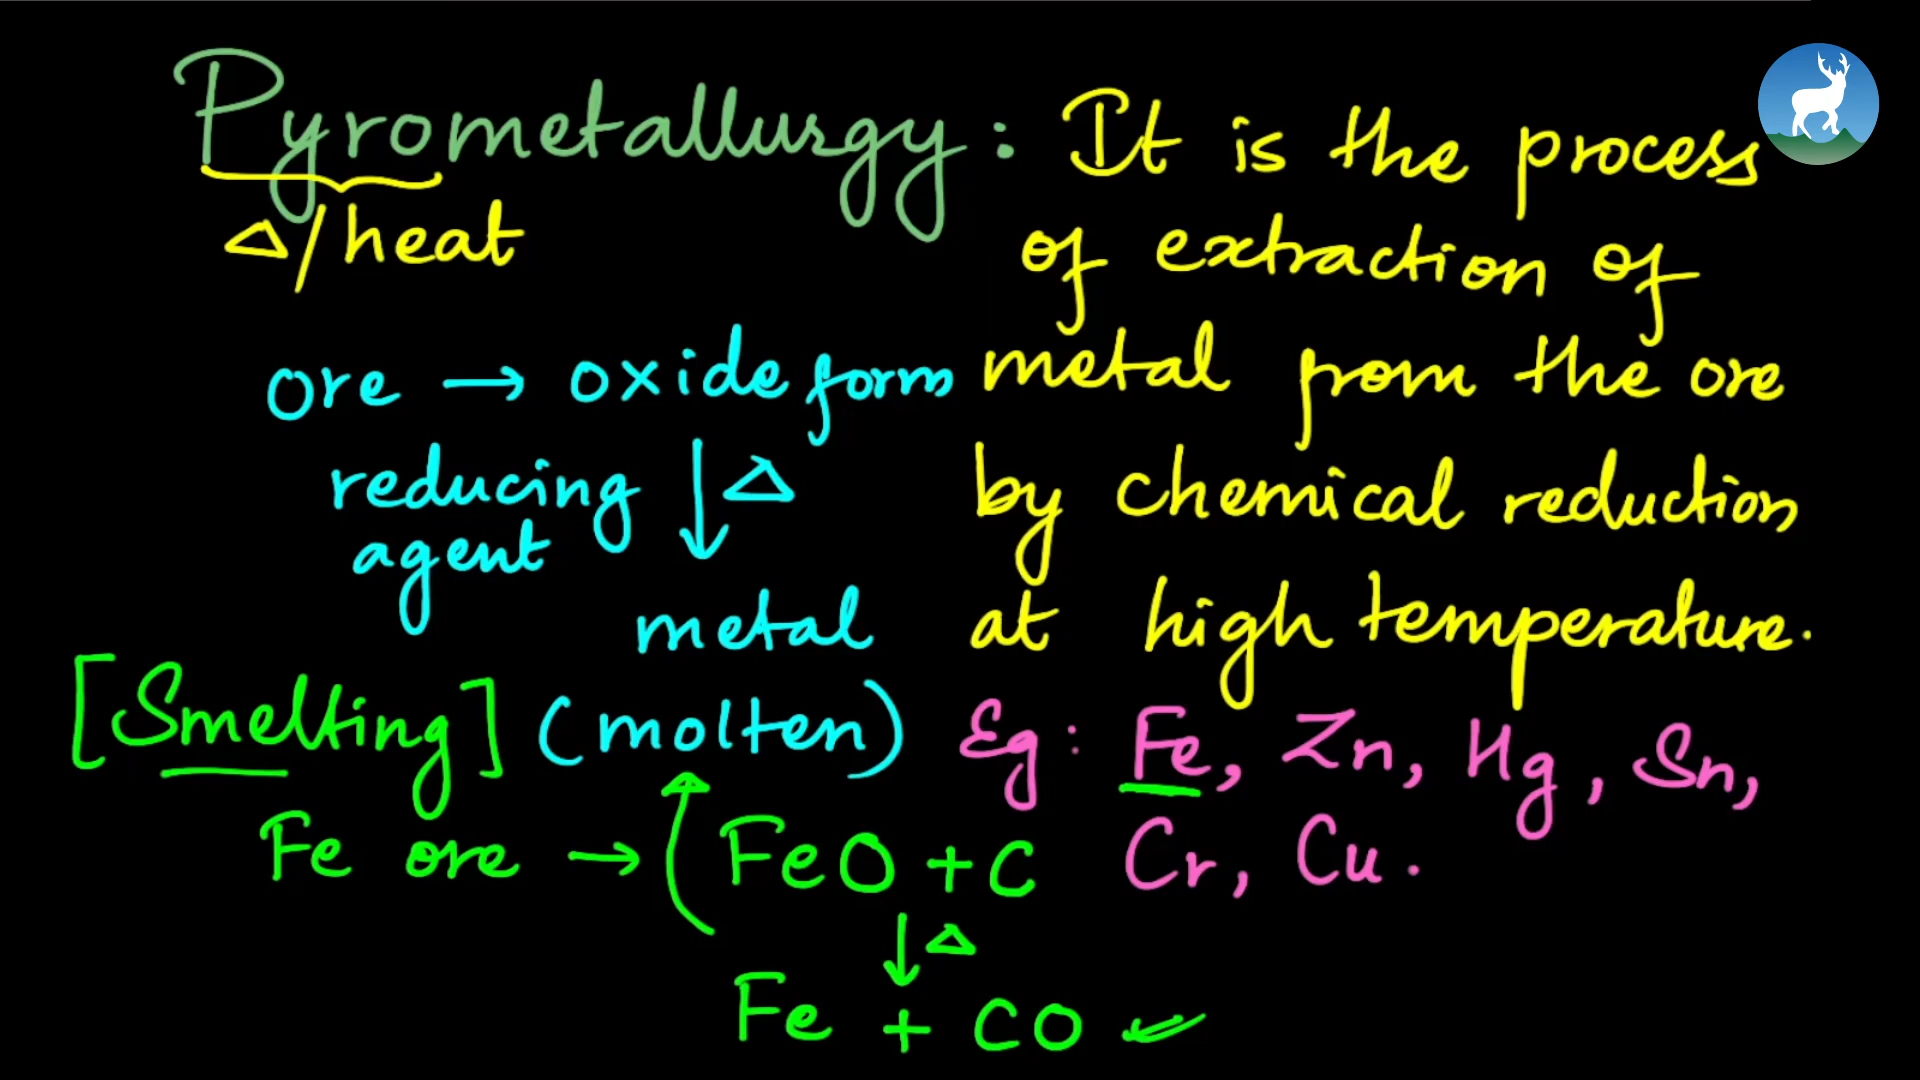 Pyrometallurgy : It is the process
Δ/heat
of extraction of
ore → oxide form
metal from the ore
reducing agent ↓ Δ
by chemical reduction
metal
at high temperature.
[Smelting] (molten)
Eg: Fe, Zn, Hg, Sn,
Cr, Cu.
Fe ore → FeO + C
↓ Δ
Fe + CO